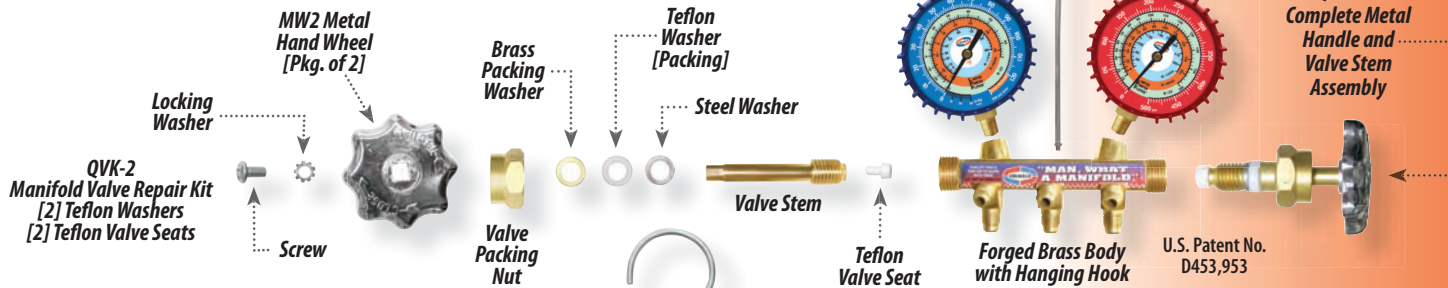 MW2 Metal
Hand Wheel
[Pkg. of 2]
Locking
Washer
QVK-2
Manifold Valve Repair Kit
[2] Teflon Washers
[2] Teflon Valve Seats
Screw
Brass
Packing
Washer
Valve
Packing
Nut
Teflon
Washer
[Packing]
Steel Washer
Valve Stem
Teflon
Valve Seat
"MAN, WHAT
A MANIFOLD"
Forged Brass Body
with Hanging Hook
Complete Metal
Handle and
Valve Stem
Assembly
U.S. Patent No.
D453,953